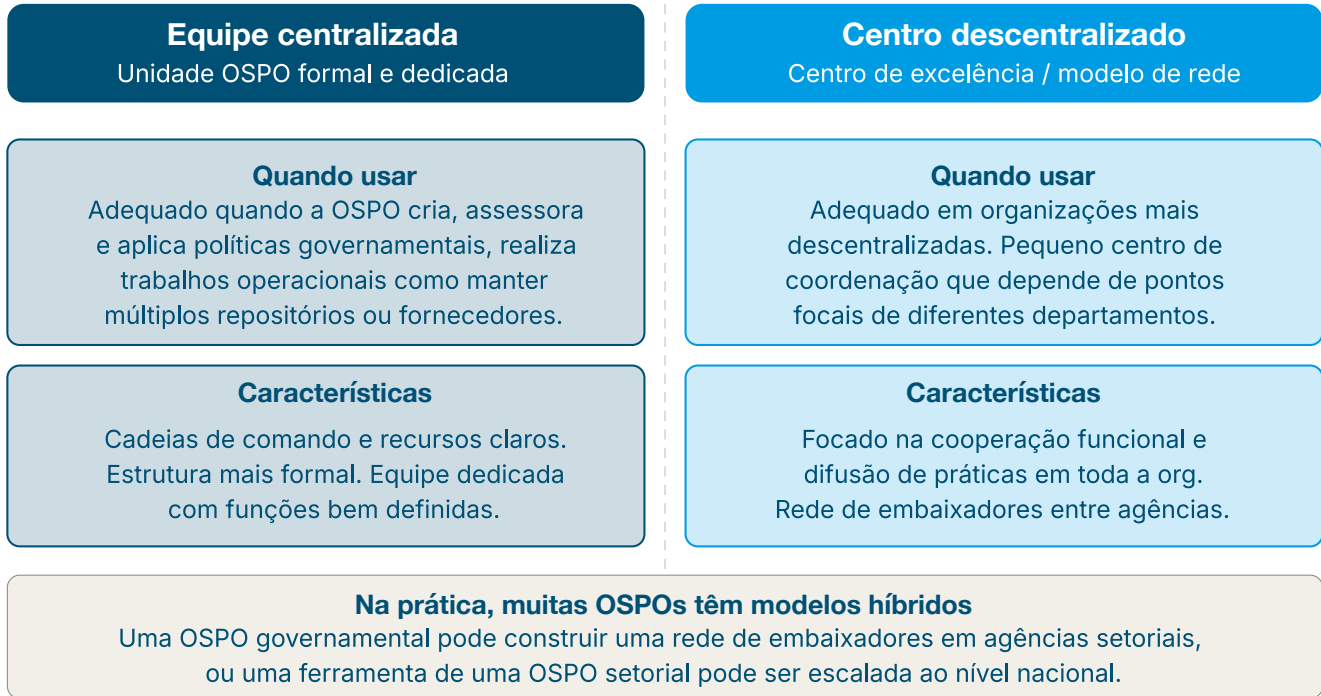 Equipe centralizada
Unidade OSPO formal e dedicada
Quando usar
Adequado quando a OSPO cria, assessora
e aplica políticas governamentais, realiza
trabalhos operacionais como manter
múltiplos repositórios ou fornecedores.
Características
Cadeias de comando e recursos claros.
Estrutura mais formal. Equipe dedicada
com funções bem definidas.
Centro descentralizado
Centro de excelência / modelo de rede
Quando usar
Adequado em organizações mais
descentralizadas. Pequeno centro de
coordenação que depende de pontos
focais de diferentes departamentos.
Características
Focado na cooperação funcional e
difusão de práticas em toda a org.
Rede de embaixadores entre agências.
Na prática, muitas OSPOs têm modelos híbridos
Uma OSPO governamental pode construir uma rede de embaixadores em agências setoriais,
ou uma ferramenta de uma OSPO setorial pode ser escalada ao nível nacional.